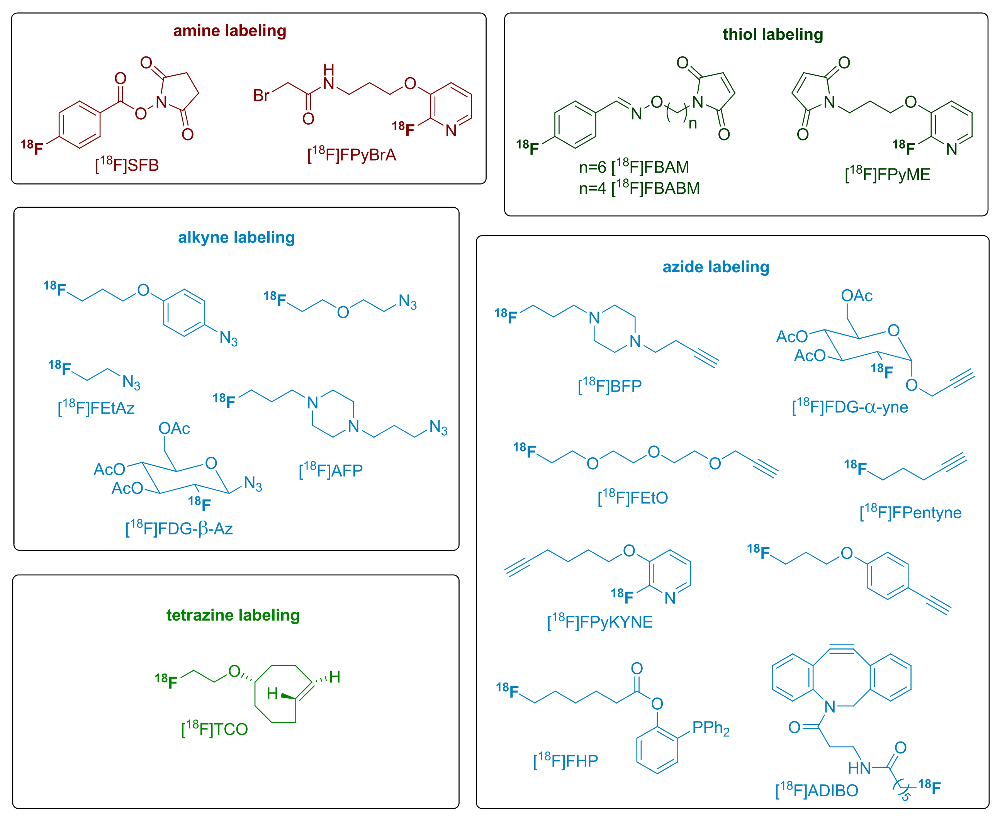 amine labeling
O
O
O
N
O
18F
[18F]SFB
H
N
Br
O
O
18F
N
[18F]FPyBrA
thiol labeling
O
O
N
N
O
18F
( )n
n=6 [18F]FBAM
n=4 [18F]FBABM
O
N
O
O
18F
N
[18F]FPyME
alkyne labeling
18F
O
N3
18F
O
N3
18F
N3
[18F]FEtAz
18F
N
N
N3
[18F]AFP
OAc
AcO
O
AcO
N3
18F
[18F]FDG-β-Az
azide labeling
18F
N
N
[18F]BFP
OAc
AcO
O
AcO
18F
O
[18F]FDG-α-yne
18F
O
O
O
[18F]FEtO
18F
[18F]FPentyne
O
18F
N
[18F]FPyKYNE
18F
O
18F
O
O
PPh2
[18F]FHP
N
O
O
HN
( )5
18F
[18F]ADIBO
tetrazine labeling
18F
O
H
H
[18F]TCO